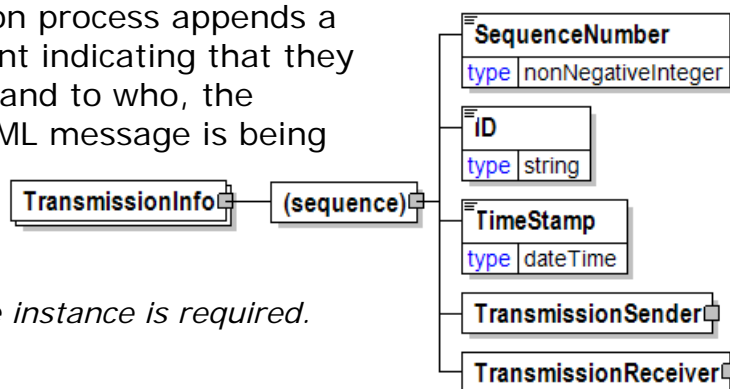 on process appends a
nt indicating that they
and to who, the
ML message is being
instance is required.
TransmissionInfo
(sequence)
SequenceNumber
type nonNegativeInteger
ID
type string
TimeStamp
type dateTime
TransmissionSender
TransmissionReceiver